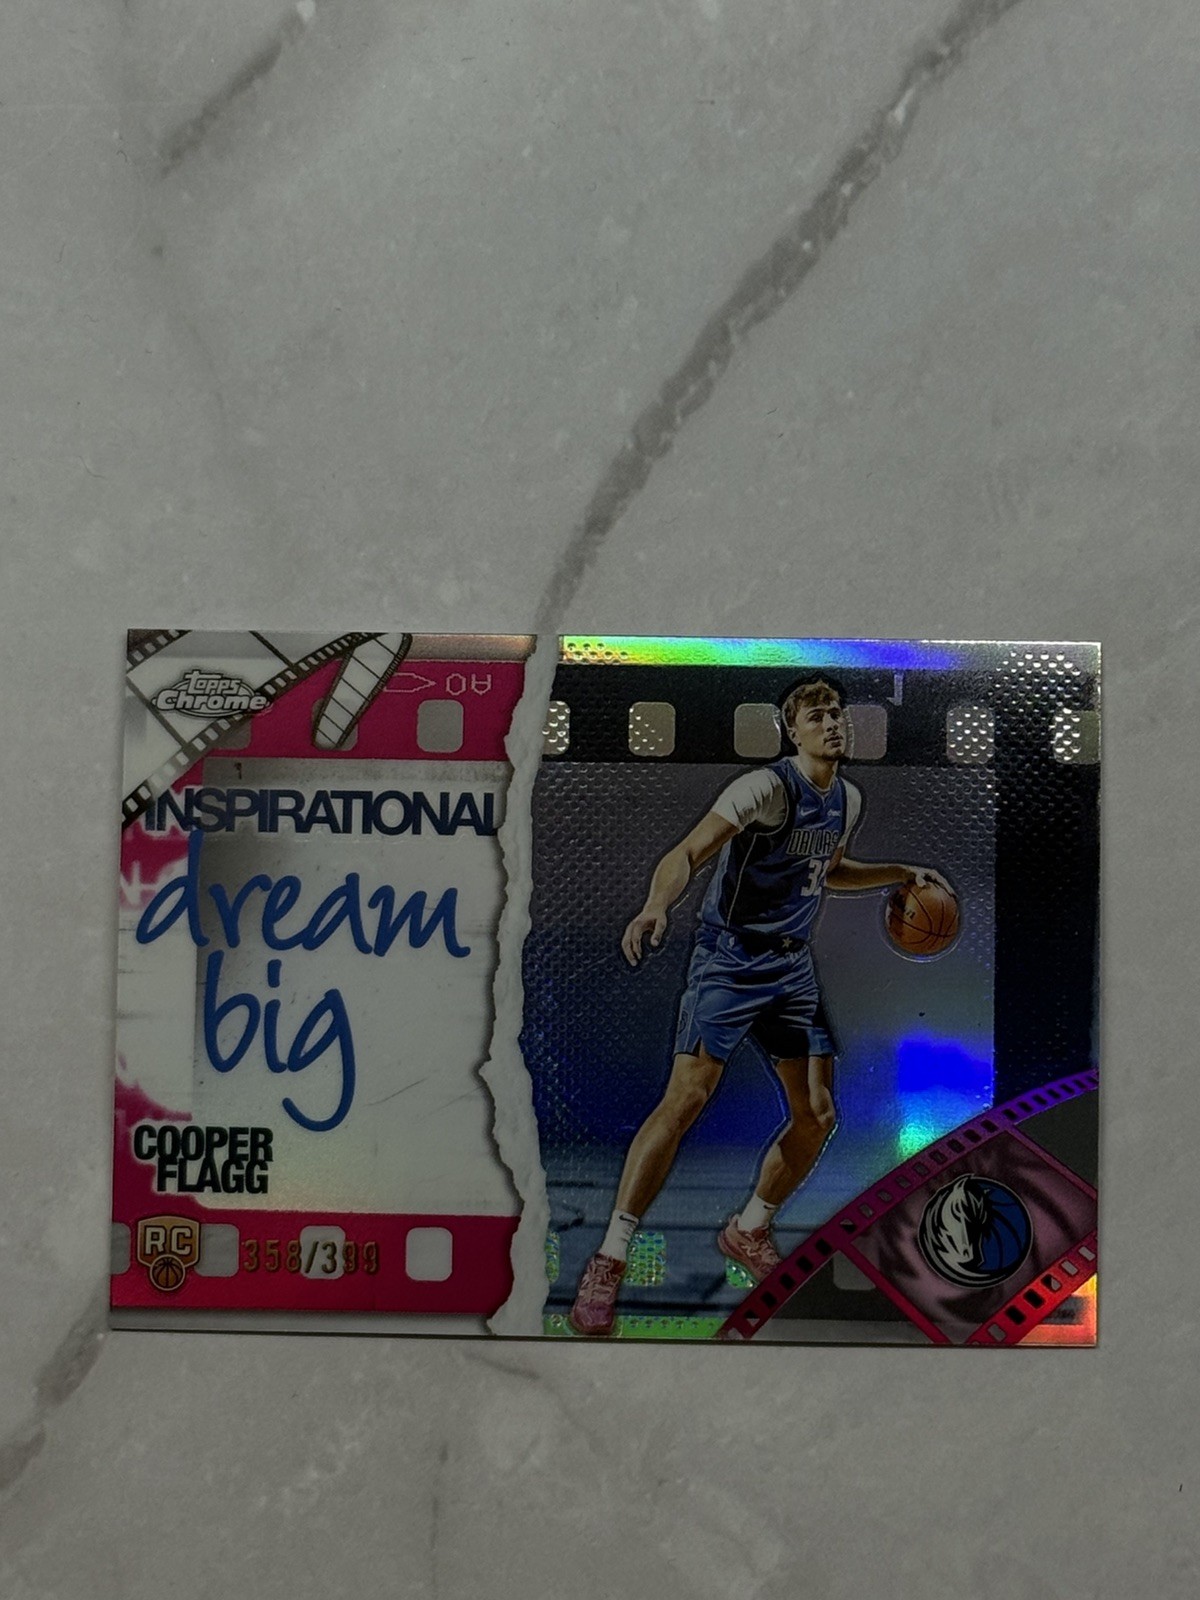 topps
Chrome
INSPIRATIONAL
dream
big
COOPER
FLAGG
RC
358/399
DALLAS